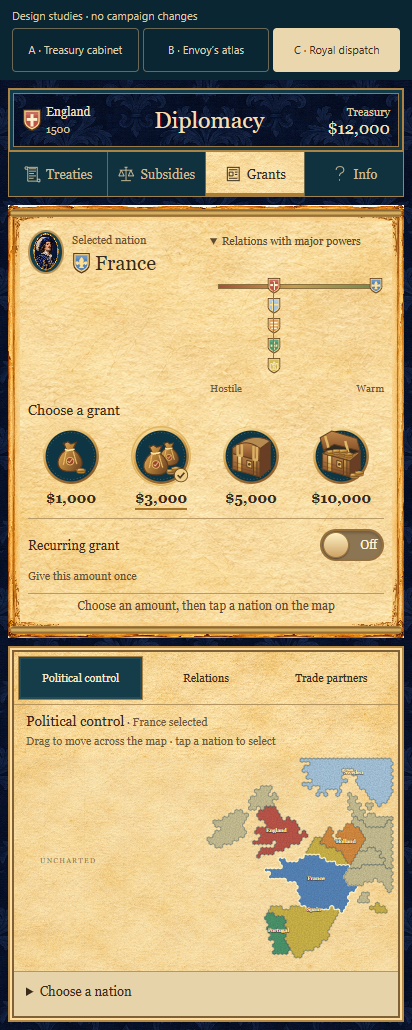 Design studies · no campaign changes
A · Treasury cabinet
B · Envoy's atlas
C · Royal dispatch
England
1500
Diplomacy
Treasury
$12,000
Treaties
Subsidies
Grants
? Info
Selected nation
France
▼ Relations with major powers
Hostile
Warm
Choose a grant
$1,000
$3,000
$5,000
$10,000
Recurring grant
Off
Give this amount once
Choose an amount, then tap a nation on the map
Political control
Relations
Trade partners
Political control · France selected
Drag to move across the map · tap a nation to select
Sweden
England
Holland
UNCHARTED
France
Spain
Portugal
▶ Choose a nation